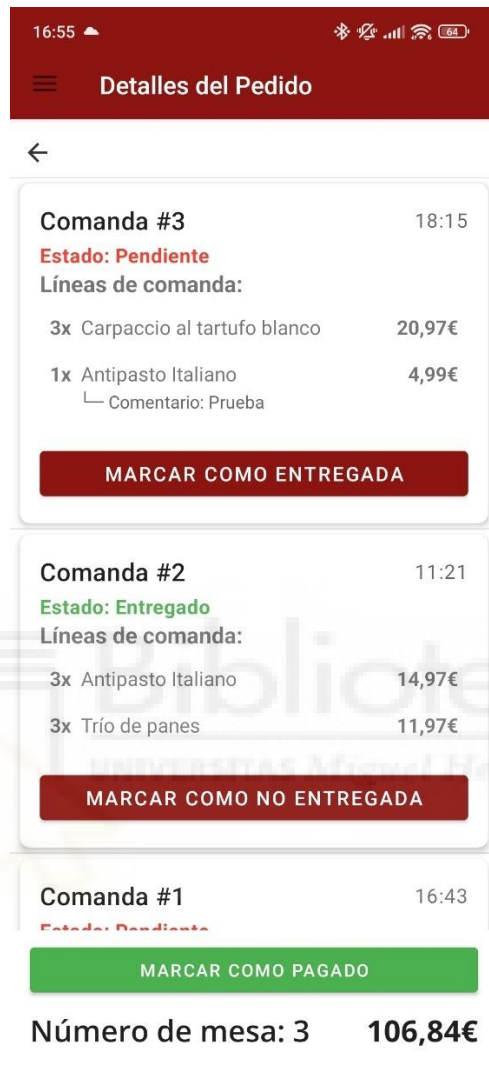 16:55
64
Detalles del Pedido
Comanda #3 18:15
Estado: Pendiente
Líneas de comanda:
3x Carpaccio al tartufo blanco 20,97€
1x Antipasto Italiano 4,99€
Comentario: Prueba
MARCAR COMO ENTREGADA
Comanda #2 11:21
Estado: Entregado
Líneas de comanda:
3x Antipasto Italiano 14,97€
3x Trío de panes 11,97€
MARCAR COMO NO ENTREGADA
Comanda #1 16:43
Estado: Pendiente
MARCAR COMO PAGADO
Número de mesa: 3 106,84€